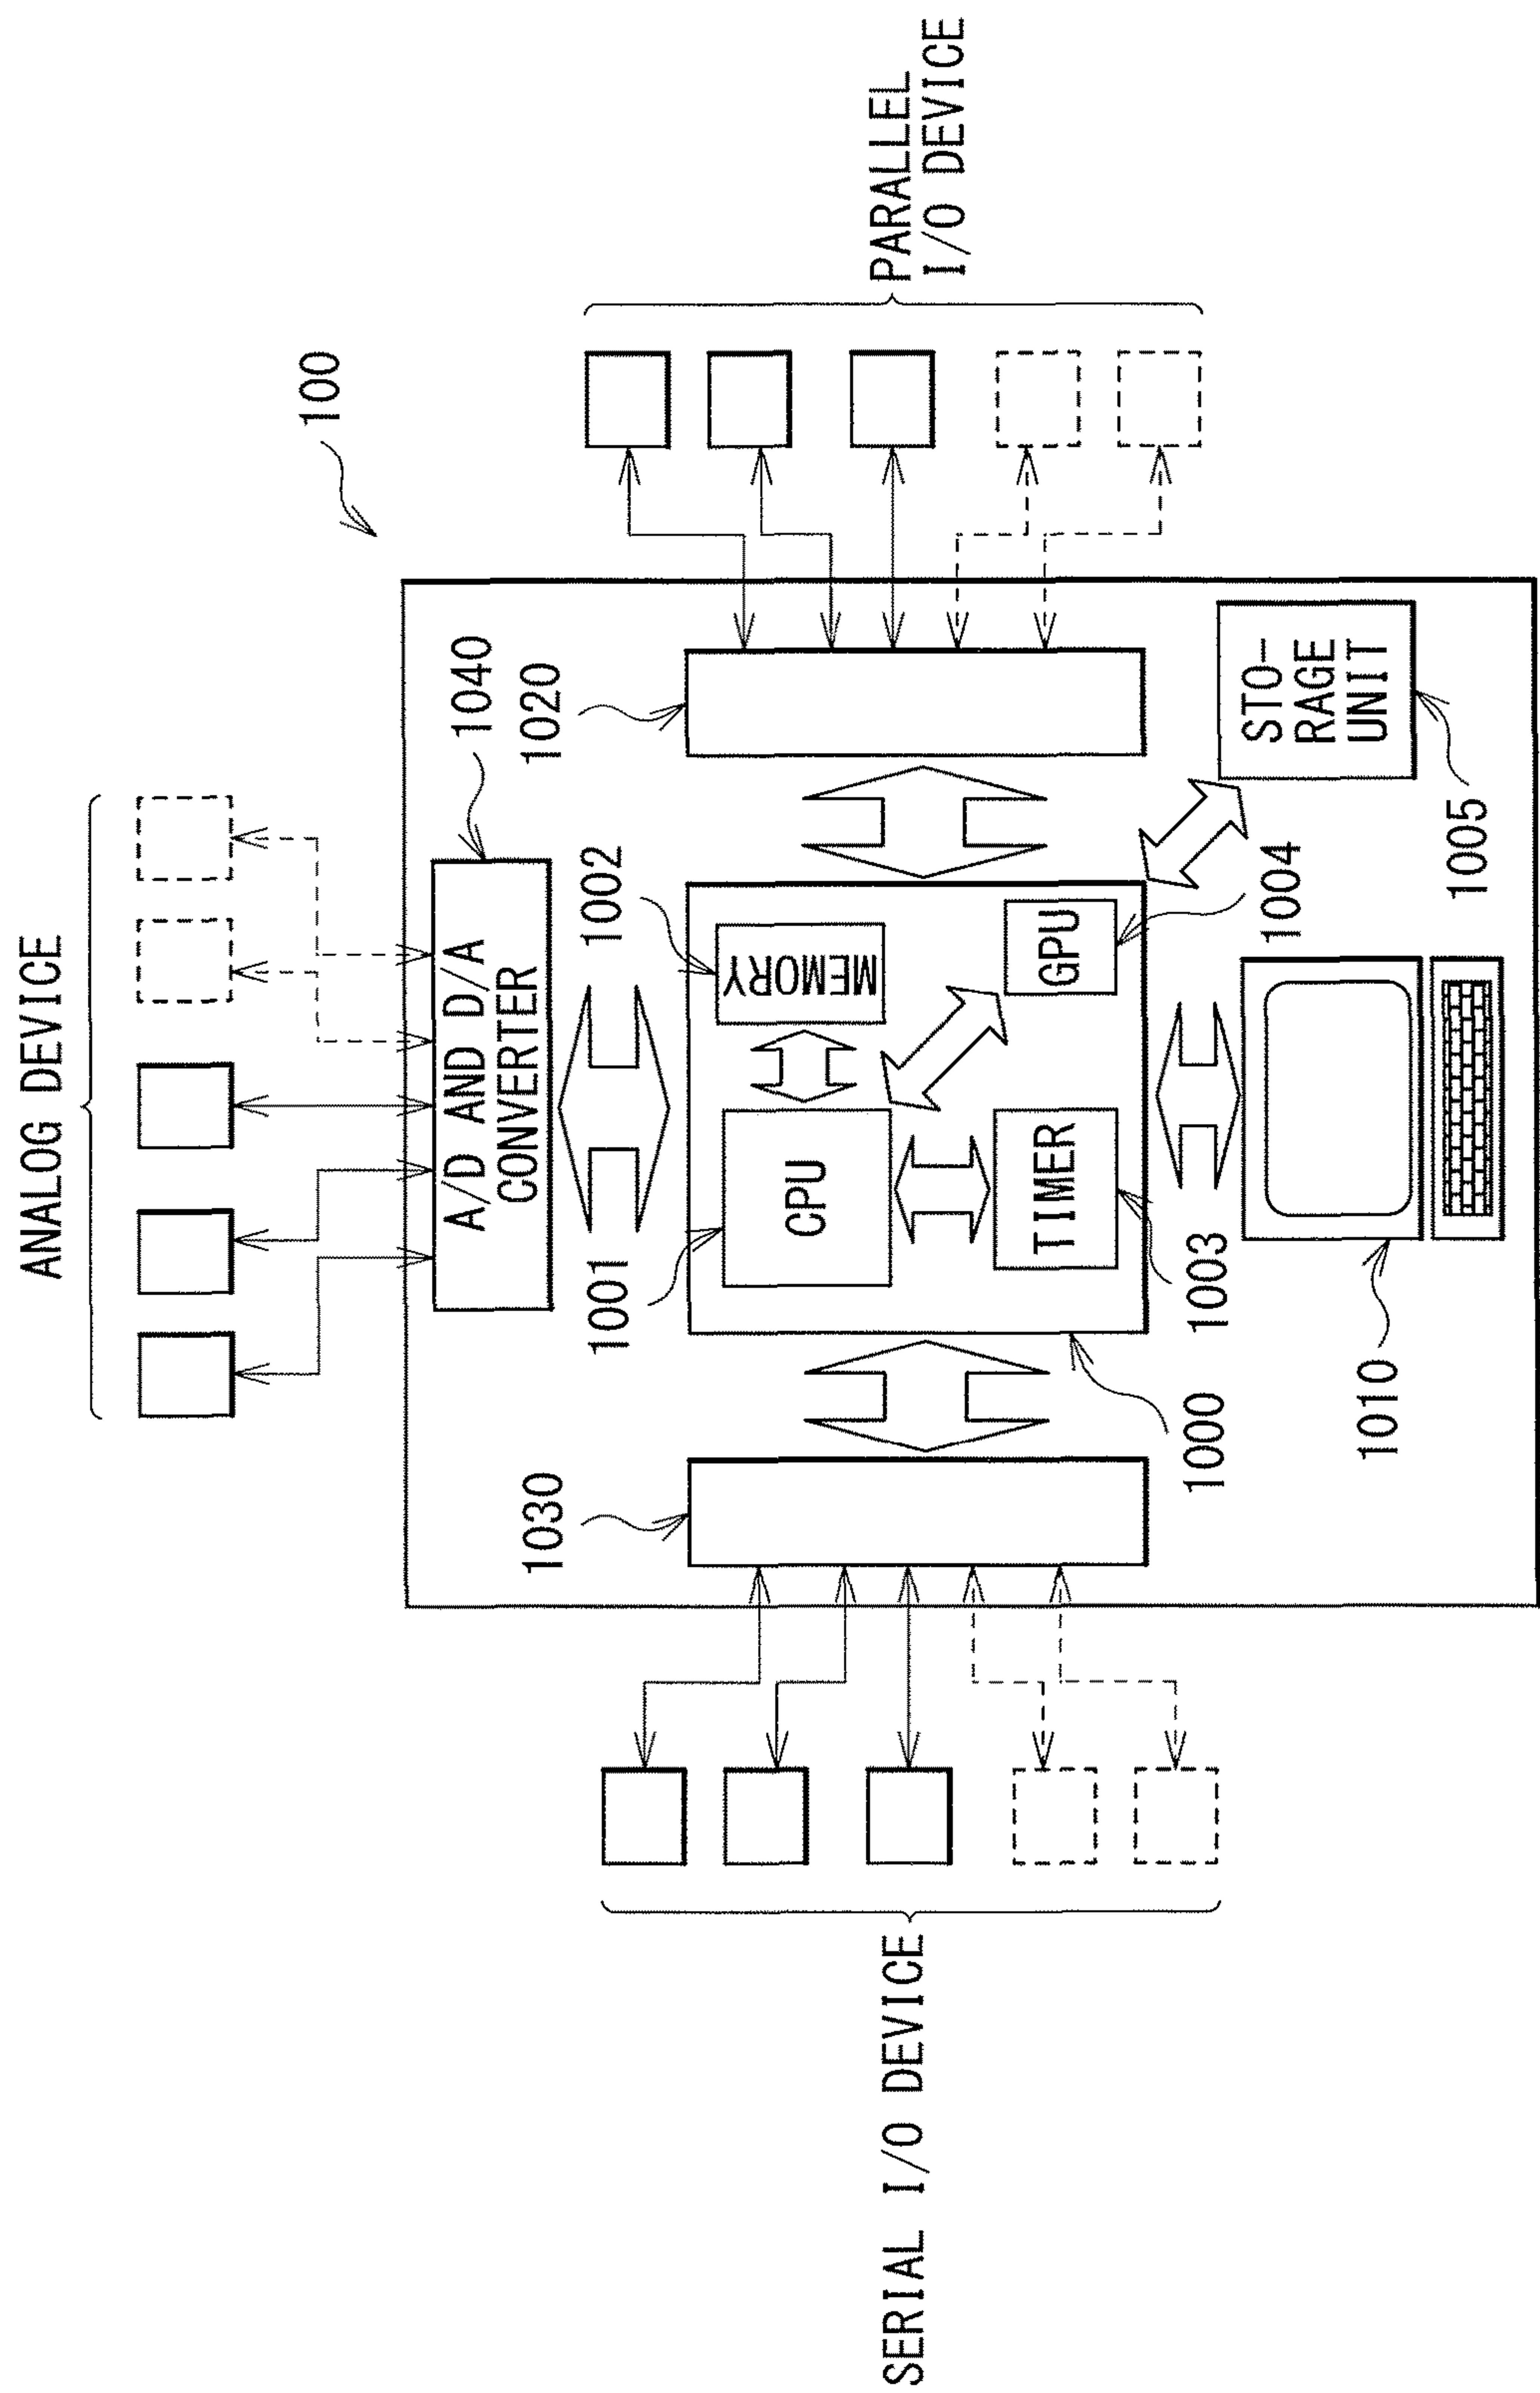 ANALOG DEVICE
100
A/D AND D/A
CONVERTER
1040
1030
1020
1001
1002
SERIAL I/O DEVICE
CPU
MEMORY
PARALLEL
I/O DEVICE
TIMER
GPU
1000
1003
1004
STO-
RAGE
UNIT
1010
1005